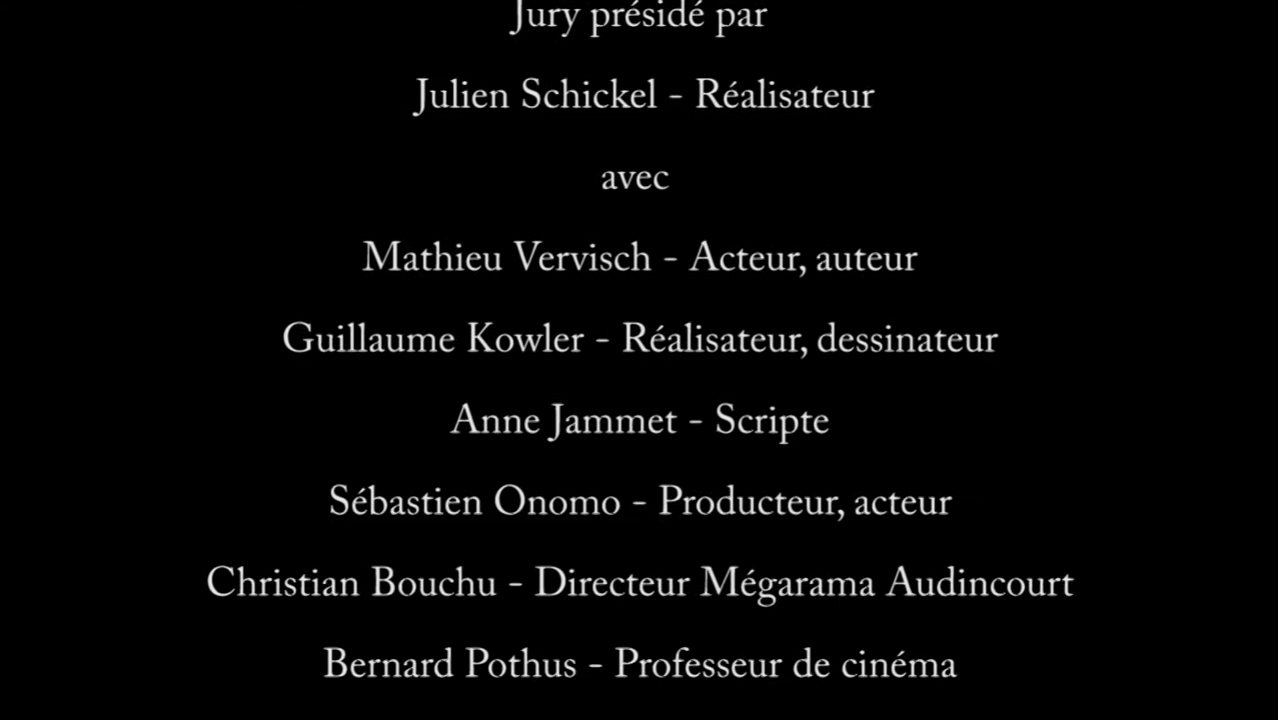 Jury présidé par
Julien Schickel - Réalisateur
avec
Mathieu Vervisch - Acteur, auteur
Guillaume Kowler - Réalisateur, dessinateur
Anne Jammet - Scripte
Sébastien Onomo - Producteur, acteur
Christian Bouchu - Directeur Mégarama Audincourt
Bernard Pothus - Professeur de cinéma